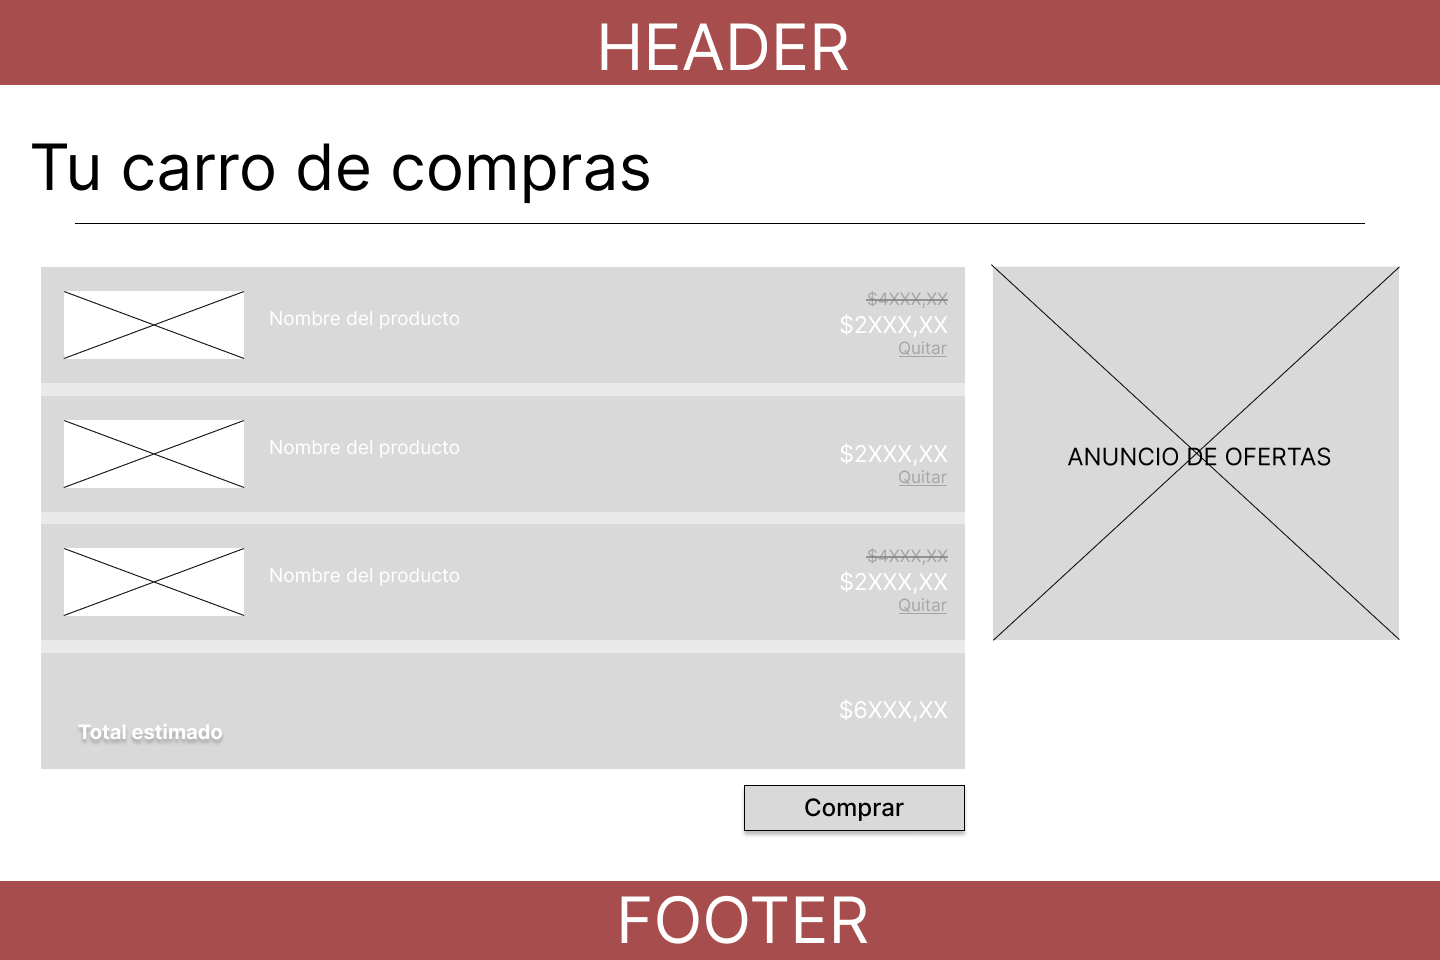 HEADER
Tu carro de compras
$4XXX,XX
Nombre del producto
$2XXX,XX
Quitar
Nombre del producto
$2XXX,XX
Quitar
ANUNCIO DE OFERTAS
$4XXX,XX
Nombre del producto
$2XXX,XX
Quitar
$6XXX,XX
Total estimado
Comprar
FOOTER